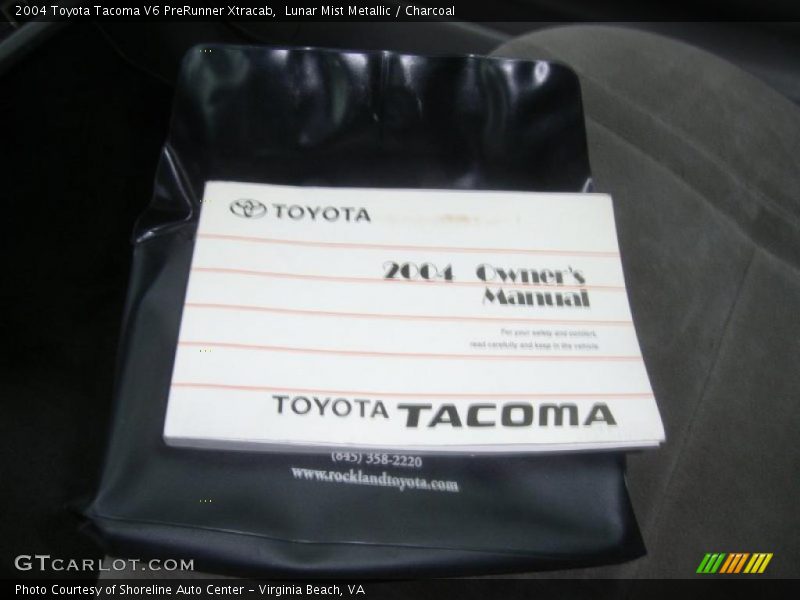 2004 Toyota Tacoma V6 PreRunner Xtracab,  Lunar Mist Metallic / Charcoal
TOYOTA
2004 Owner's
Manual
For your safety and comfort,
read carefully and keep in the vehicle.
TOYOTA TACOMA
(845) 358-2220
www.rocklandtoyota.com
GTCARLOT.COM
Photo Courtesy of Shoreline Auto Center – Virginia Beach, VA